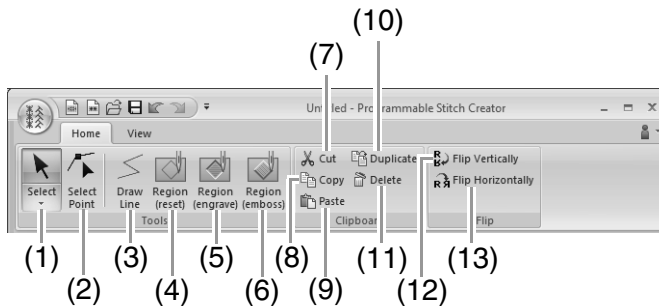 (10)
(7)
Untitled - Programmable Stitch Creator
Home View
Cut Duplicate Flip Vertically
Select Select Draw Region Region Region (8) Copy Delete Flip Horizontally
Point Line (reset) (engrave) (emboss) Paste
Tools Clipboard Flip
(1) (3) (5) (8) (11) (13)
(2) (4) (6) (9) (12)